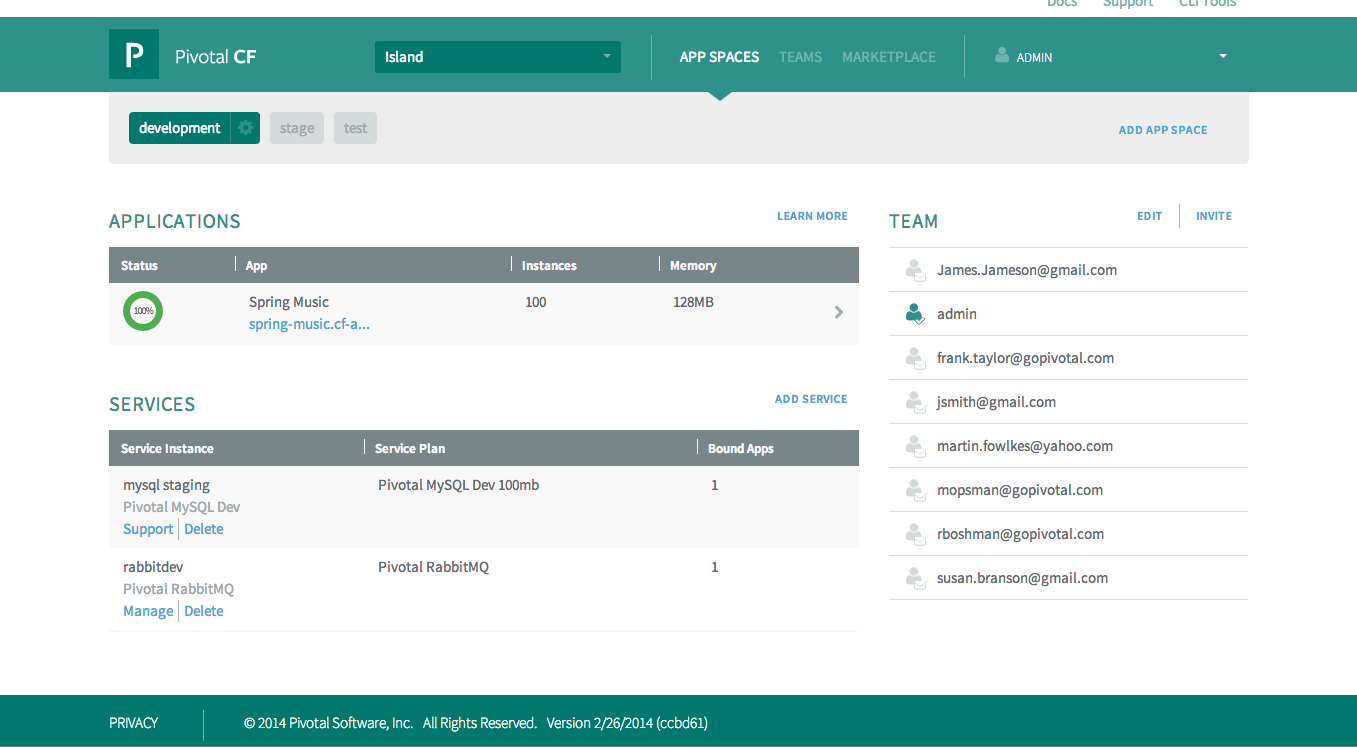 Docs Support CLI Tools
P Pivotal CF Island APP SPACES TEAMS MARKETPLACE ADMIN
development stage test ADD APP SPACE
APPLICATIONS LEARN MORE
Status App Instances Memory
100% Spring Music 100 128MB
spring-music.cf-a...
SERVICES ADD SERVICE
Service Instance Service Plan Bound Apps
mysql staging Pivotal MySQL Dev 100mb 1
Pivotal MySQL Dev
Support Delete
rabbitdev Pivotal RabbitMQ 1
Pivotal RabbitMQ
Manage Delete
TEAM EDIT INVITE
James.Jameson@gmail.com
admin
frank.taylor@gopivotal.com
jsmith@gmail.com
martin.fowlkes@yahoo.com
mopsman@gopivotal.com
rboshman@gopivotal.com
susan.branson@gmail.com
PRIVACY © 2014 Pivotal Software, Inc. All Rights Reserved. Version 2/26/2014 (ccbd61)